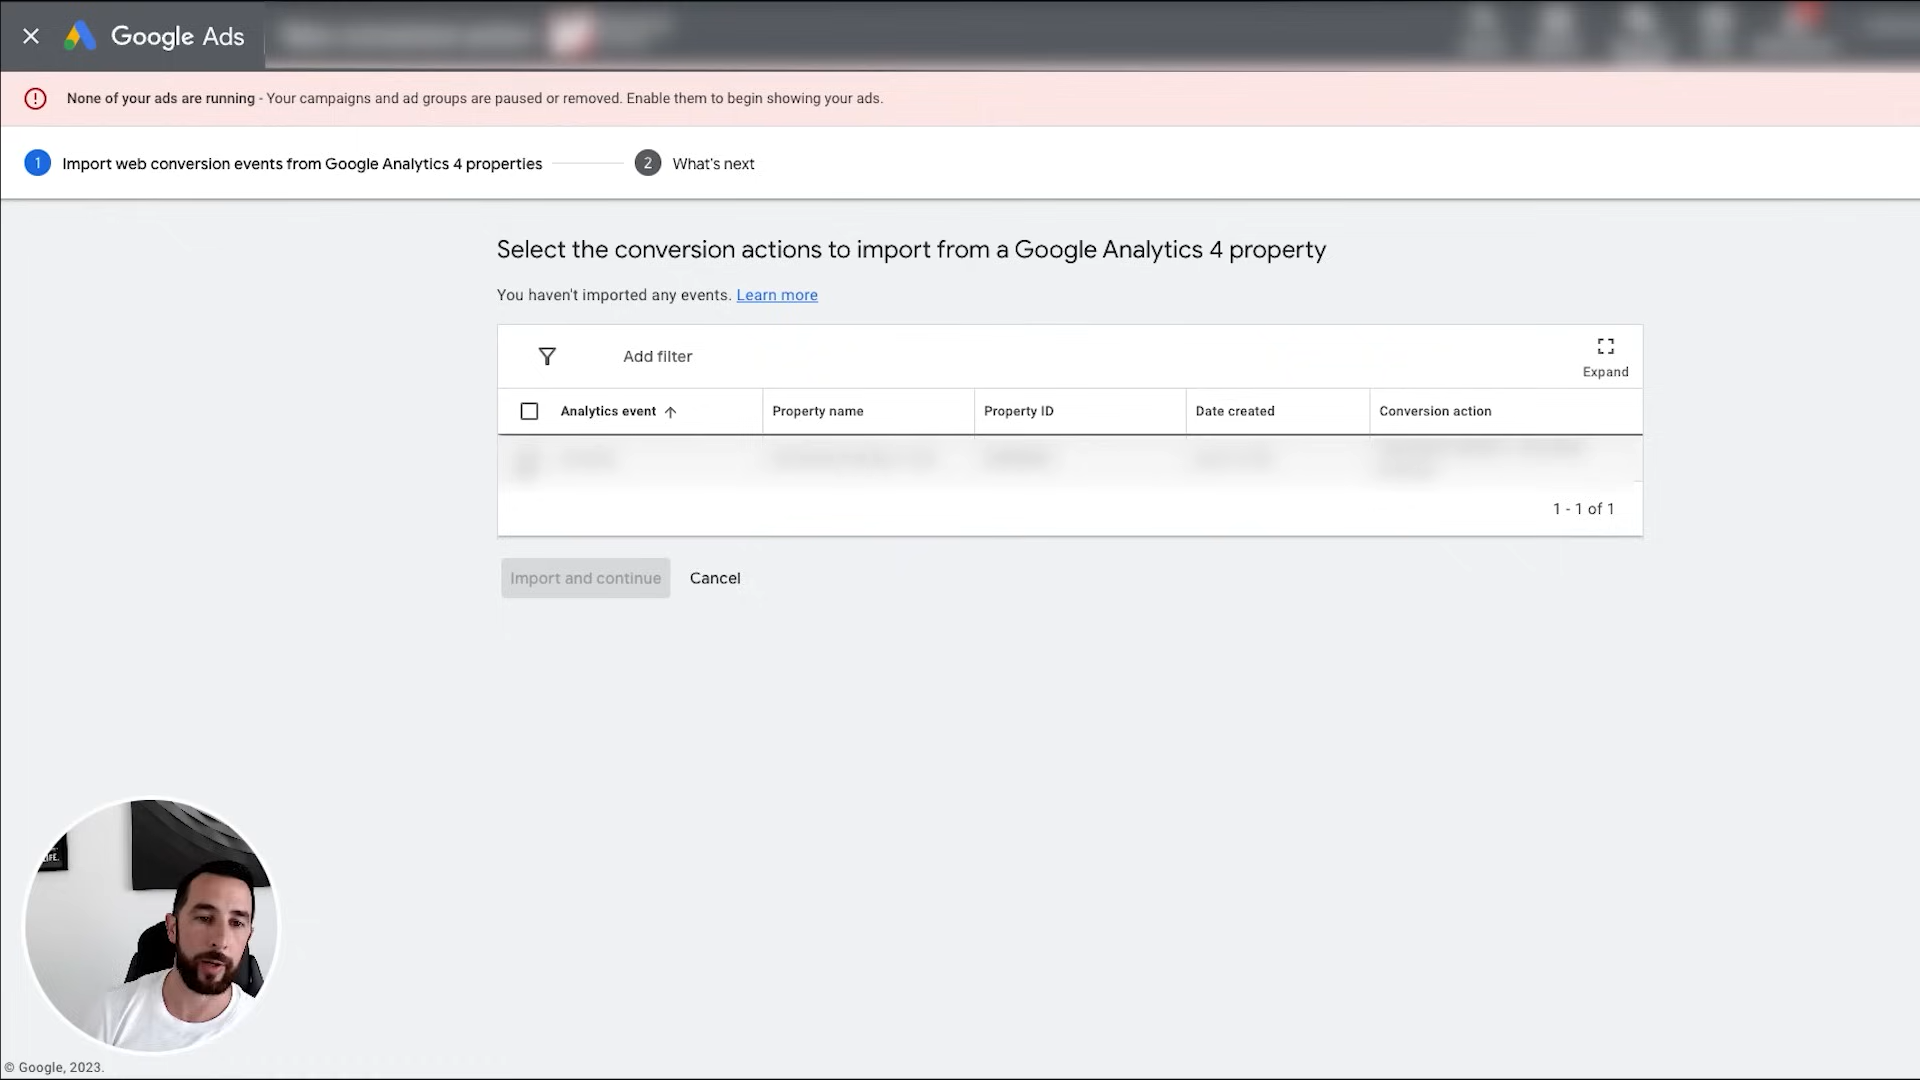 Google Ads
None of your ads are running - Your campaigns and ad groups are paused or removed. Enable them to begin showing your ads.
1 Import web conversion events from Google Analytics 4 properties 2 What's next
Select the conversion actions to import from a Google Analytics 4 property
You haven't imported any events. Learn more
Add filter
Expand
Analytics event Property name Property ID Date created Conversion action
1 - 1 of 1
Import and continue Cancel
© Google, 2023.